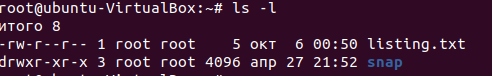 root@ubuntu-VirtualBox:~# ls -l
итого 8
-rw-r--r-- 1 root root    5 окт  6 00:50 listing.txt
drwxr-xr-x 3 root root 4096 апр 27 21:52 snap